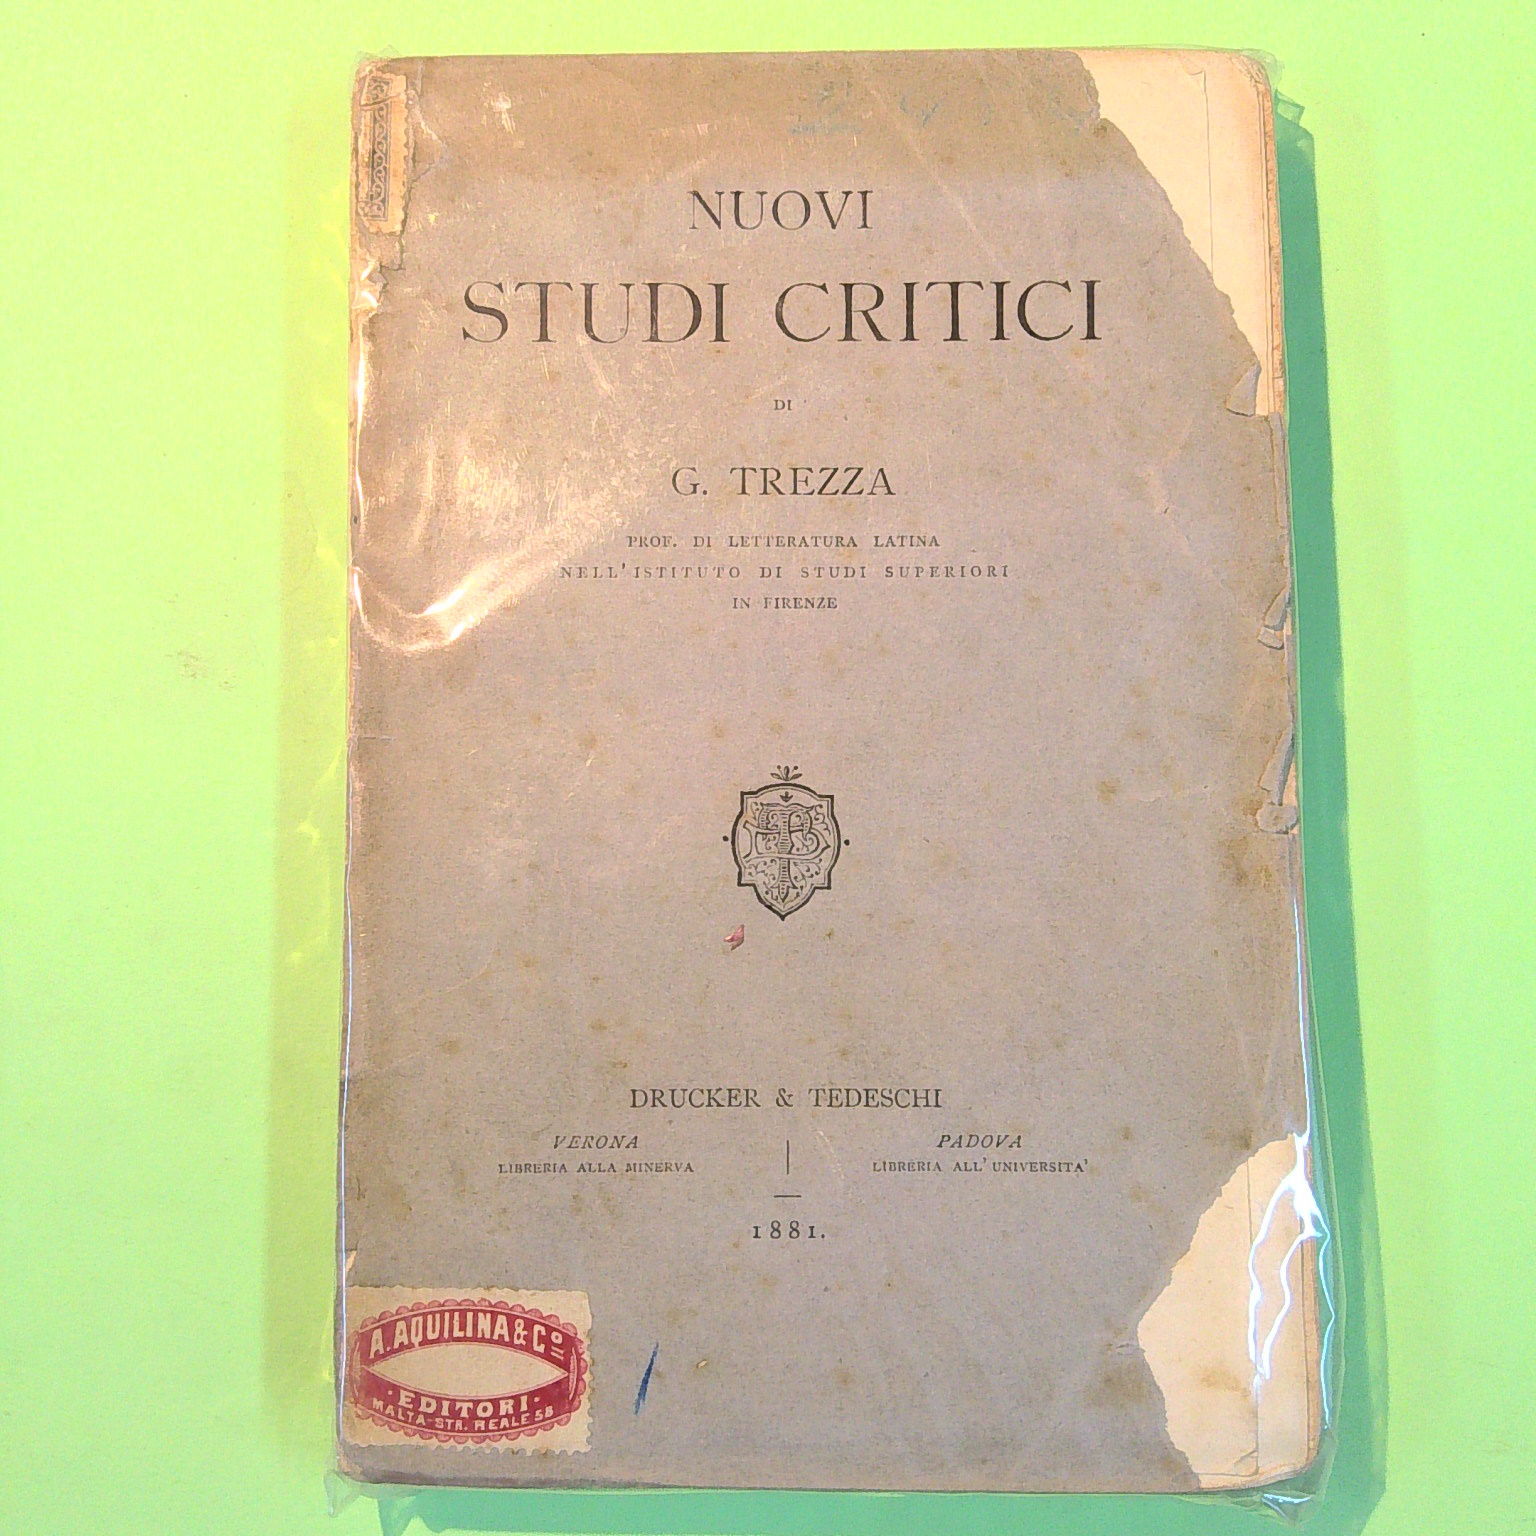 NUOVI
STUDI CRITICI
DI
G. TREZZA
PROF. DI LETTERATURA LATINA
NELL'ISTITUTO DI STUDI SUPERIORI
IN FIRENZE
DRUCKER & TEDESCHI
VERONA
LIBRERIA ALLA MINERVA
PADOVA
LIBRERIA ALL' UNIVERSITA'
1881.
A. AQUILINA & Co
· EDITORI ·
MALTA-STR. REALE 58